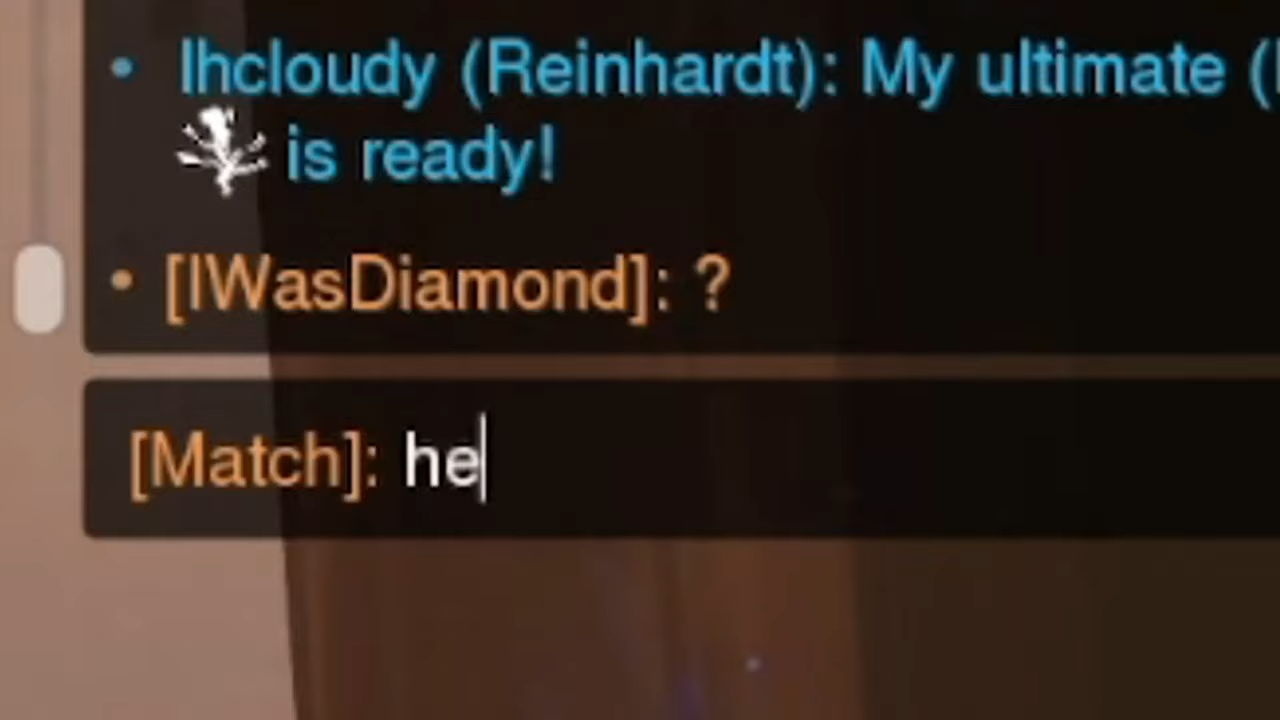 lhcloudy (Reinhardt): My ultimate (
is ready!
[IWasDiamond]: ?
[Match]: he